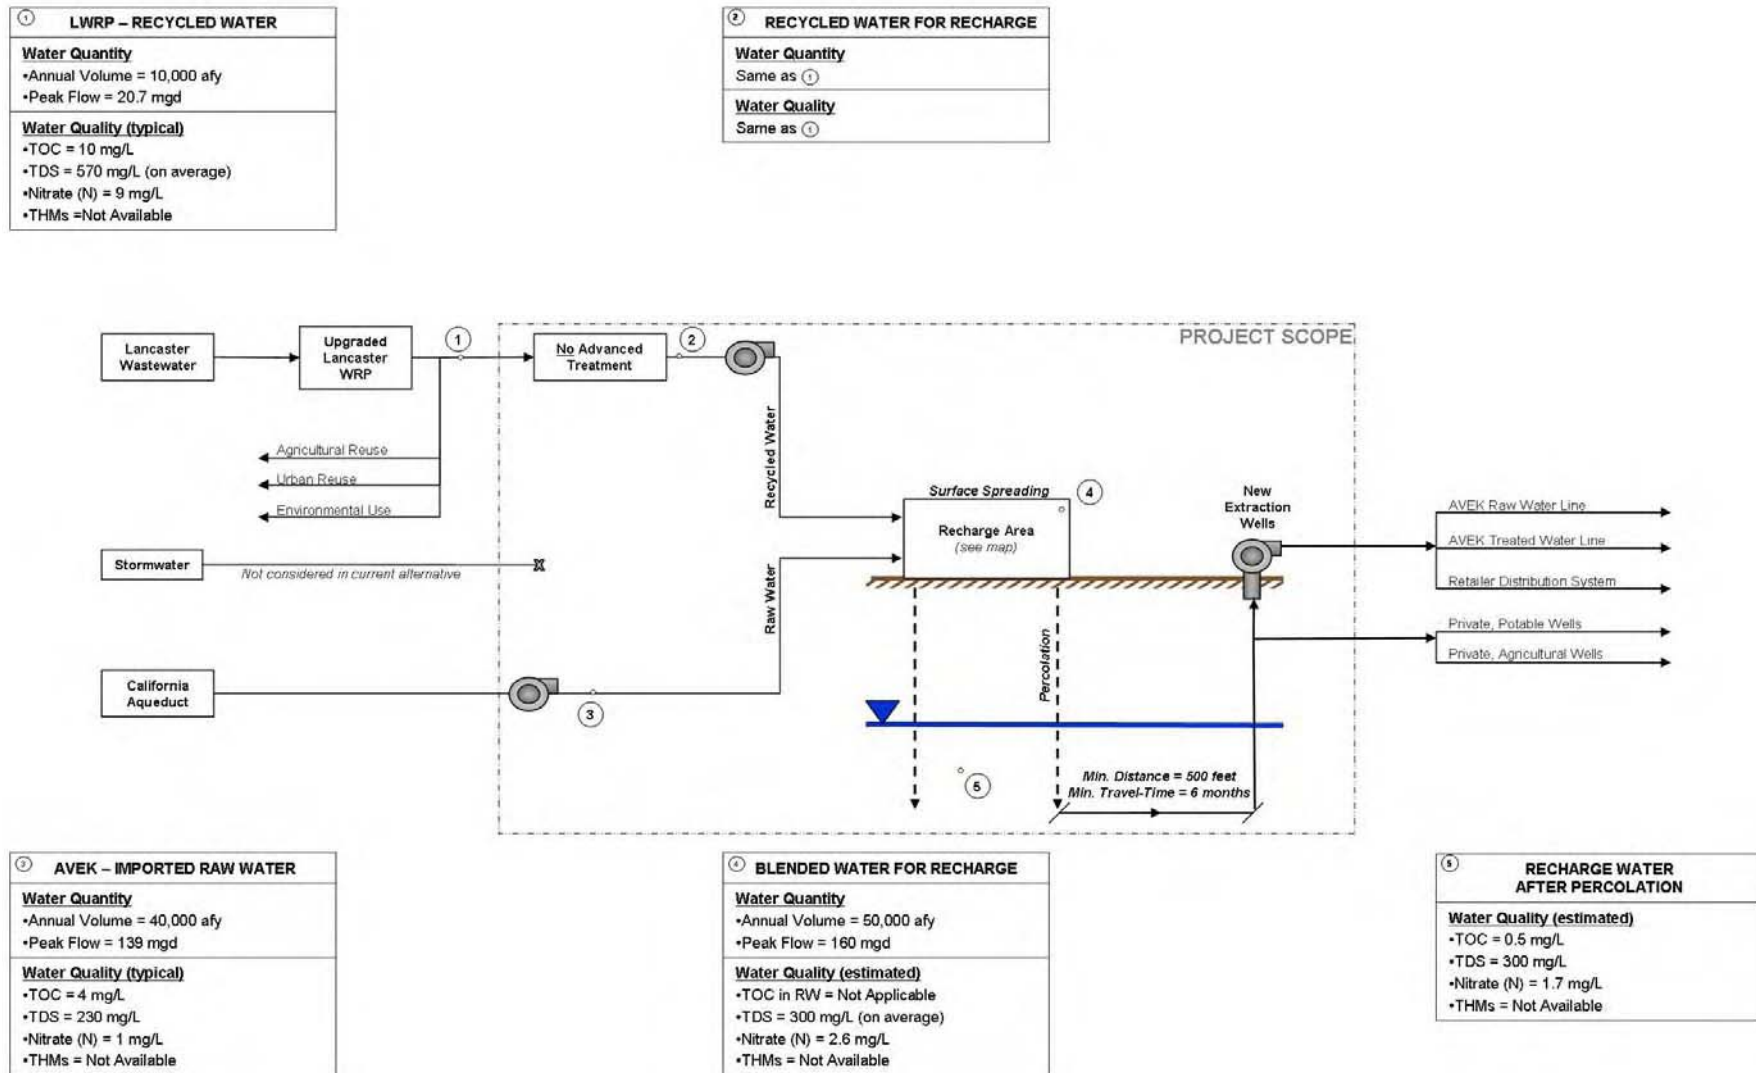 ① LWRP – RECYCLED WATER
Water Quantity
•Annual Volume = 10,000 afy
•Peak Flow = 20.7 mgd
Water Quality (typical)
•TOC = 10 mg/L
•TDS = 570 mg/L (on average)
•Nitrate (N) = 9 mg/L
•THMs =Not Available
② RECYCLED WATER FOR RECHARGE
Water Quantity
Same as ①
Water Quality
Same as ①
PROJECT SCOPE
Lancaster
Wastewater
Upgraded
Lancaster
WRP
①
No Advanced
Treatment
②
Agricultural Reuse
Urban Reuse
Environmental Use
Recycled Water
Stormwater
Not considered in current alternative
X
Raw Water
California
Aqueduct
③
Surface Spreading
④
Recharge Area
(see map)
Percolation
⑤
Min. Distance = 500 feet
Min. Travel-Time = 6 months
New
Extraction
Wells
AVEK Raw Water Line
AVEK Treated Water Line
Retailer Distribution System
Private, Potable Wells
Private, Agricultural Wells
③ AVEK – IMPORTED RAW WATER
Water Quantity
•Annual Volume = 40,000 afy
•Peak Flow = 139 mgd
Water Quality (typical)
•TOC = 4 mg/L
•TDS = 230 mg/L
•Nitrate (N) = 1 mg/L
•THMs = Not Available
④ BLENDED WATER FOR RECHARGE
Water Quantity
•Annual Volume = 50,000 afy
•Peak Flow = 160 mgd
Water Quality (estimated)
•TOC in RW = Not Applicable
•TDS = 300 mg/L (on average)
•Nitrate (N) = 2.6 mg/L
•THMs = Not Available
⑤ RECHARGE WATER
AFTER PERCOLATION
Water Quality (estimated)
•TOC = 0.5 mg/L
•TDS = 300 mg/L
•Nitrate (N) = 1.7 mg/L
•THMs = Not Available